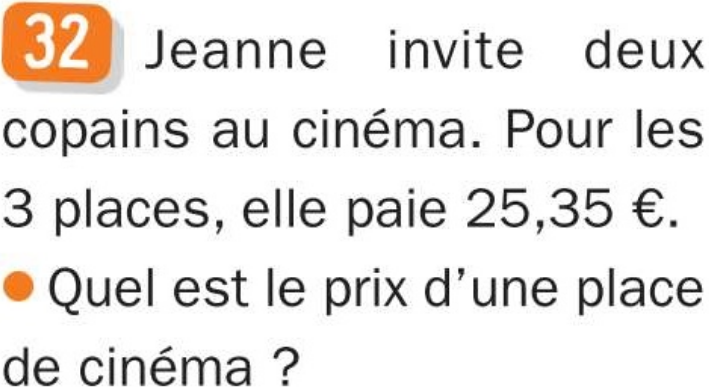 32 Jeanne invite deux
copains au cinéma. Pour les
3 places, elle paie 25,35 €.
● Quel est le prix d'une place
de cinéma ?